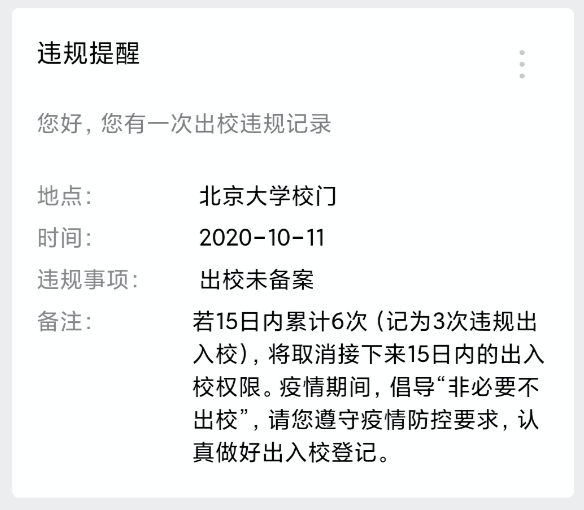 违规提醒
您好，您有一次出校违规记录
地点： 北京大学校门
时间： 2020-10-11
违规事项： 出校未备案
备注： 若15日内累计6次（记为3次违规出
入校），将取消接下来15日内的出入
校权限。疫情期间，倡导“非必要不
出校”，请您遵守疫情防控要求，认
真做好出入校登记。